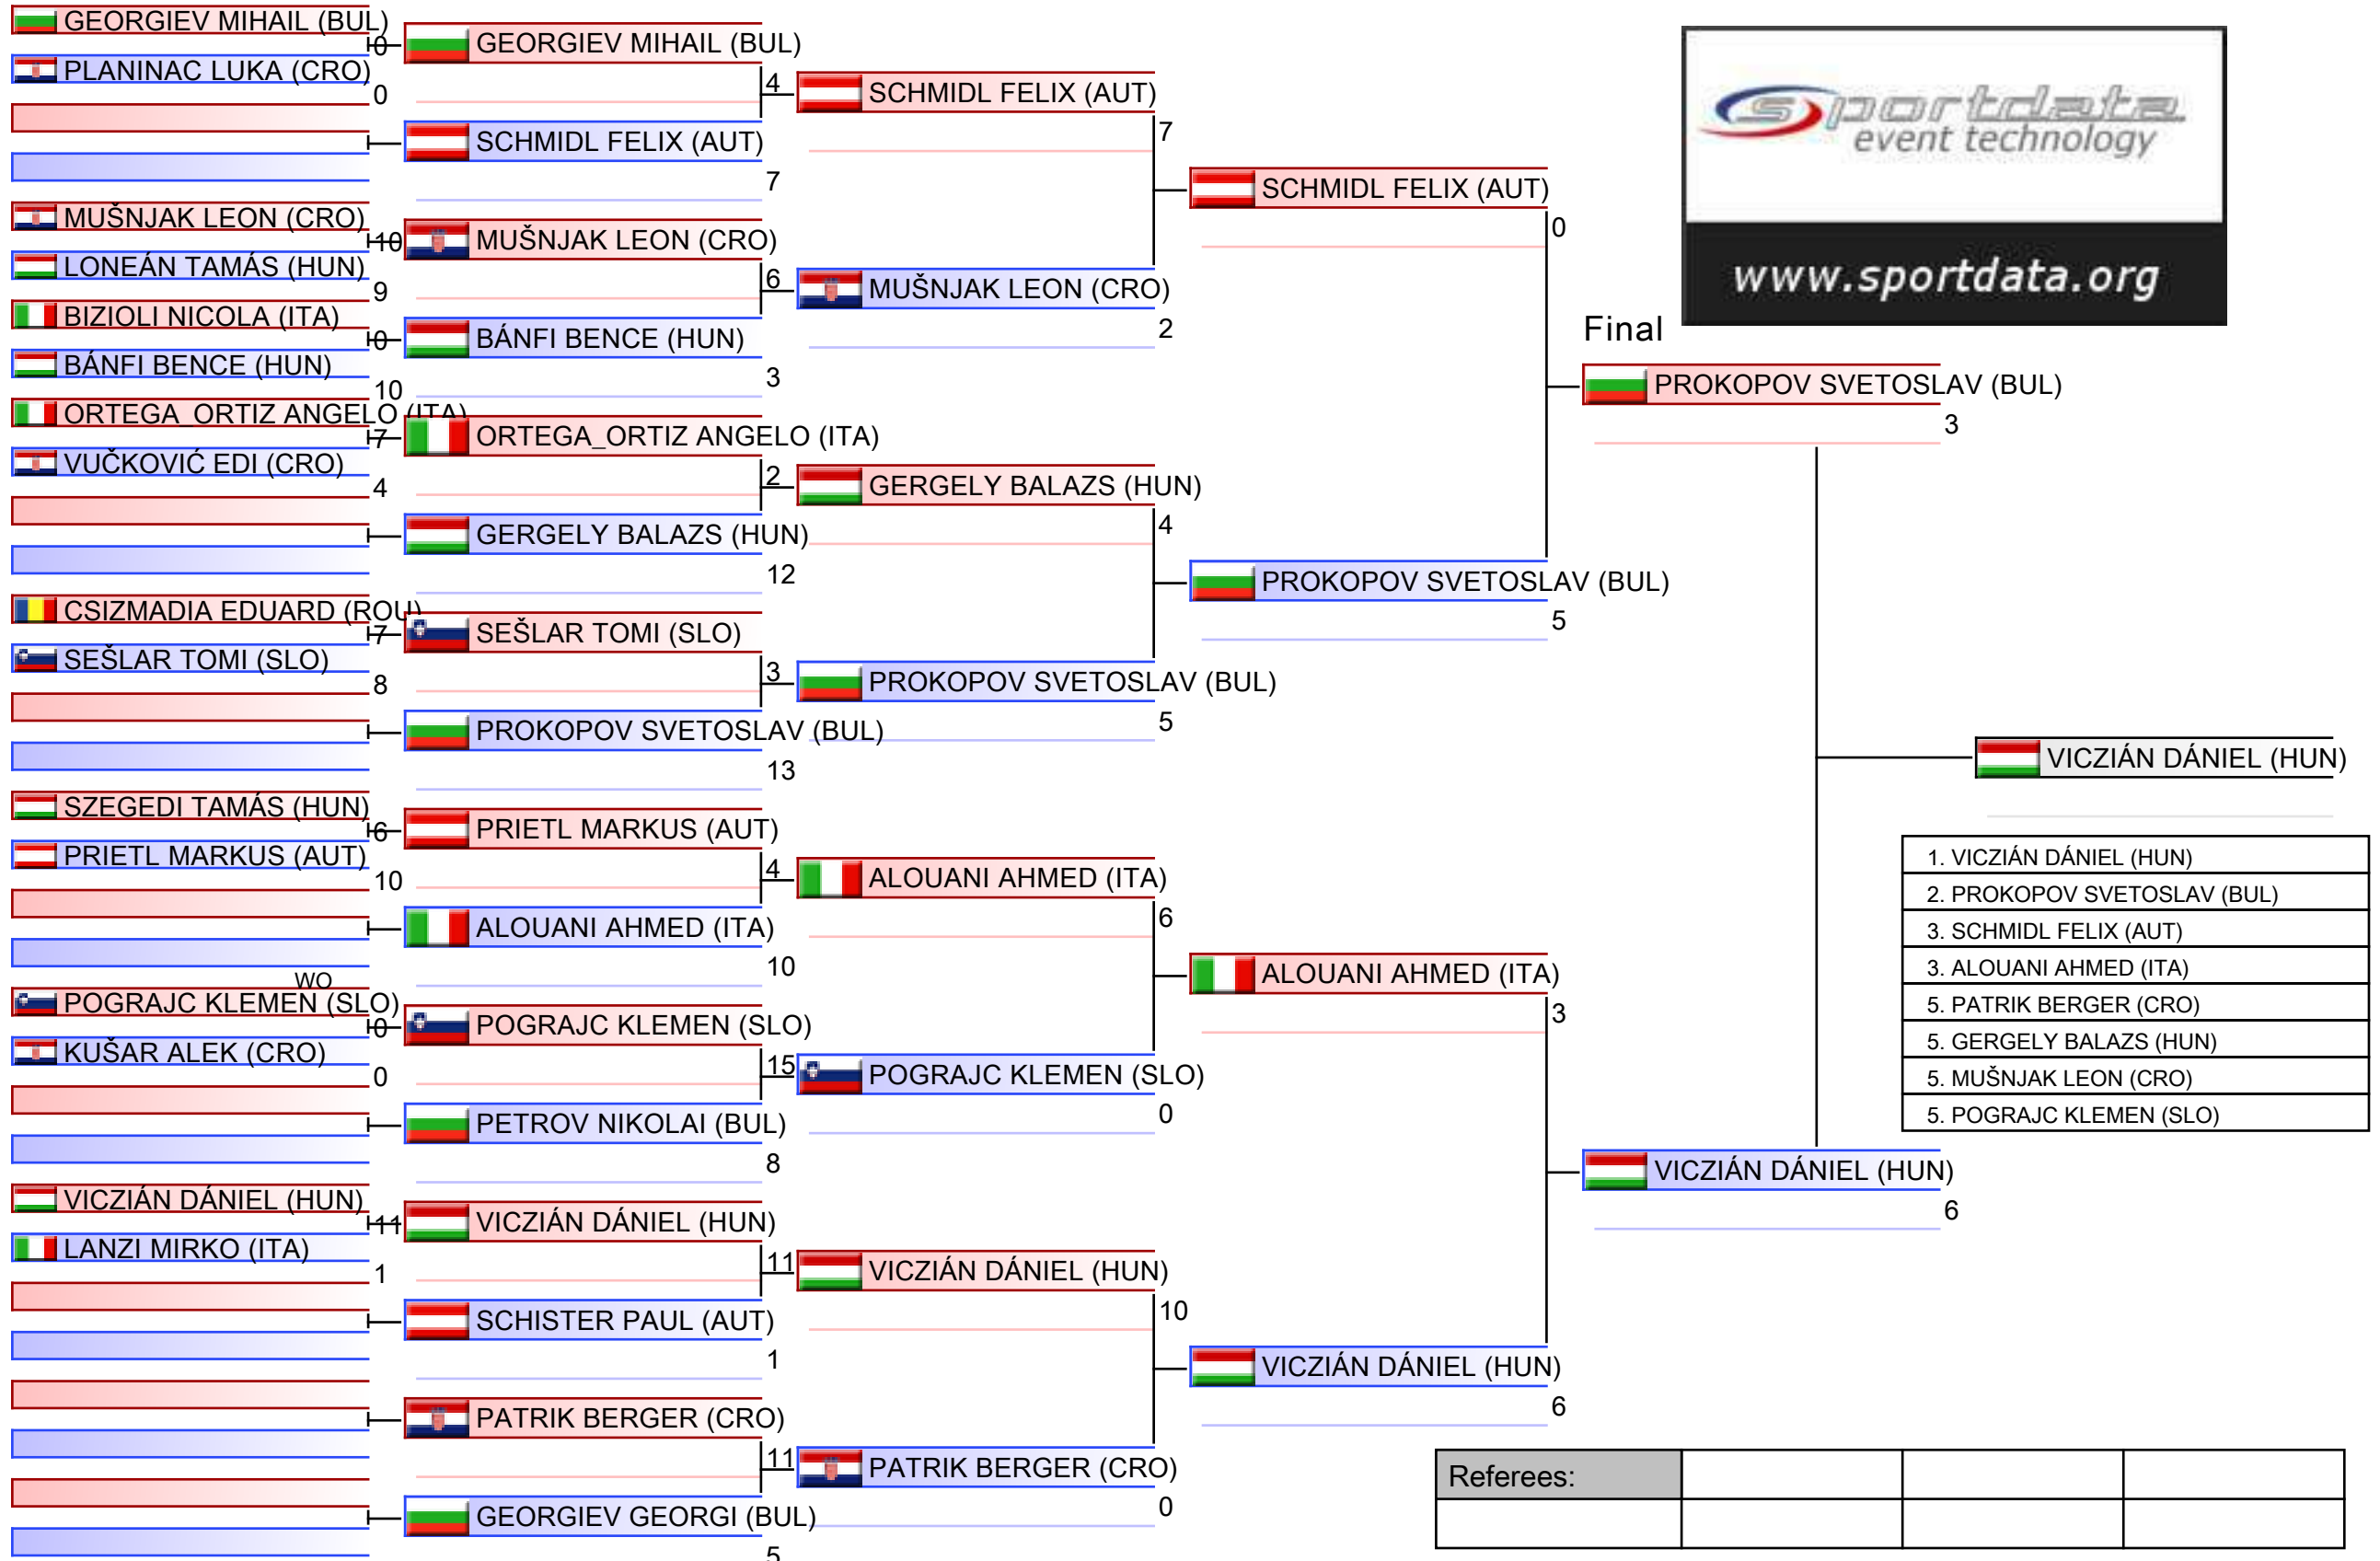 GEORGIEV MIHAIL (BUL)
0
PLANINAC LUKA (CRO)
0
MUŠNJAK LEON (CRO)
10
LONEÁN TAMÁS (HUN)
9
BIZIOLI NICOLA (ITA)
0
BÁNFI BENCE (HUN)
10
ORTEGA_ORTIZ ANGELO (ITA)
7
VUČKOVIĆ EDI (CRO)
4
CSIZMADIA EDUARD (ROU)
7
SEŠLAR TOMI (SLO)
8
SZEGEDI TAMÁS (HUN)
6
PRIETL MARKUS (AUT)
10
WO
POGRAJC KLEMEN (SLO)
0
KUŠAR ALEK (CRO)
0
VICZIÁN DÁNIEL (HUN)
11
LANZI MIRKO (ITA)
1
GEORGIEV MIHAIL (BUL)
4
SCHMIDL FELIX (AUT)
7
MUŠNJAK LEON (CRO)
6
BÁNFI BENCE (HUN)
3
ORTEGA_ORTIZ ANGELO (ITA)
2
GERGELY BALAZS (HUN)
12
SEŠLAR TOMI (SLO)
3
PROKOPOV SVETOSLAV (BUL)
13
PRIETL MARKUS (AUT)
4
ALOUANI AHMED (ITA)
10
POGRAJC KLEMEN (SLO)
15
PETROV NIKOLAI (BUL)
8
VICZIÁN DÁNIEL (HUN)
11
SCHISTER PAUL (AUT)
1
PATRIK BERGER (CRO)
11
GEORGIEV GEORGI (BUL)
5
SCHMIDL FELIX (AUT)
7
MUŠNJAK LEON (CRO)
2
GERGELY BALAZS (HUN)
4
PROKOPOV SVETOSLAV (BUL)
5
ALOUANI AHMED (ITA)
6
POGRAJC KLEMEN (SLO)
0
VICZIÁN DÁNIEL (HUN)
10
PATRIK BERGER (CRO)
0
SCHMIDL FELIX (AUT)
0
PROKOPOV SVETOSLAV (BUL)
5
ALOUANI AHMED (ITA)
3
VICZIÁN DÁNIEL (HUN)
6
sportdata
event technology
www.sportdata.org
Final
PROKOPOV SVETOSLAV (BUL)
3
VICZIÁN DÁNIEL (HUN)
6
VICZIÁN DÁNIEL (HUN)
1. VICZIÁN DÁNIEL (HUN)
2. PROKOPOV SVETOSLAV (BUL)
3. SCHMIDL FELIX (AUT)
3. ALOUANI AHMED (ITA)
5. PATRIK BERGER (CRO)
5. GERGELY BALAZS (HUN)
5. MUŠNJAK LEON (CRO)
5. POGRAJC KLEMEN (SLO)
Referees: